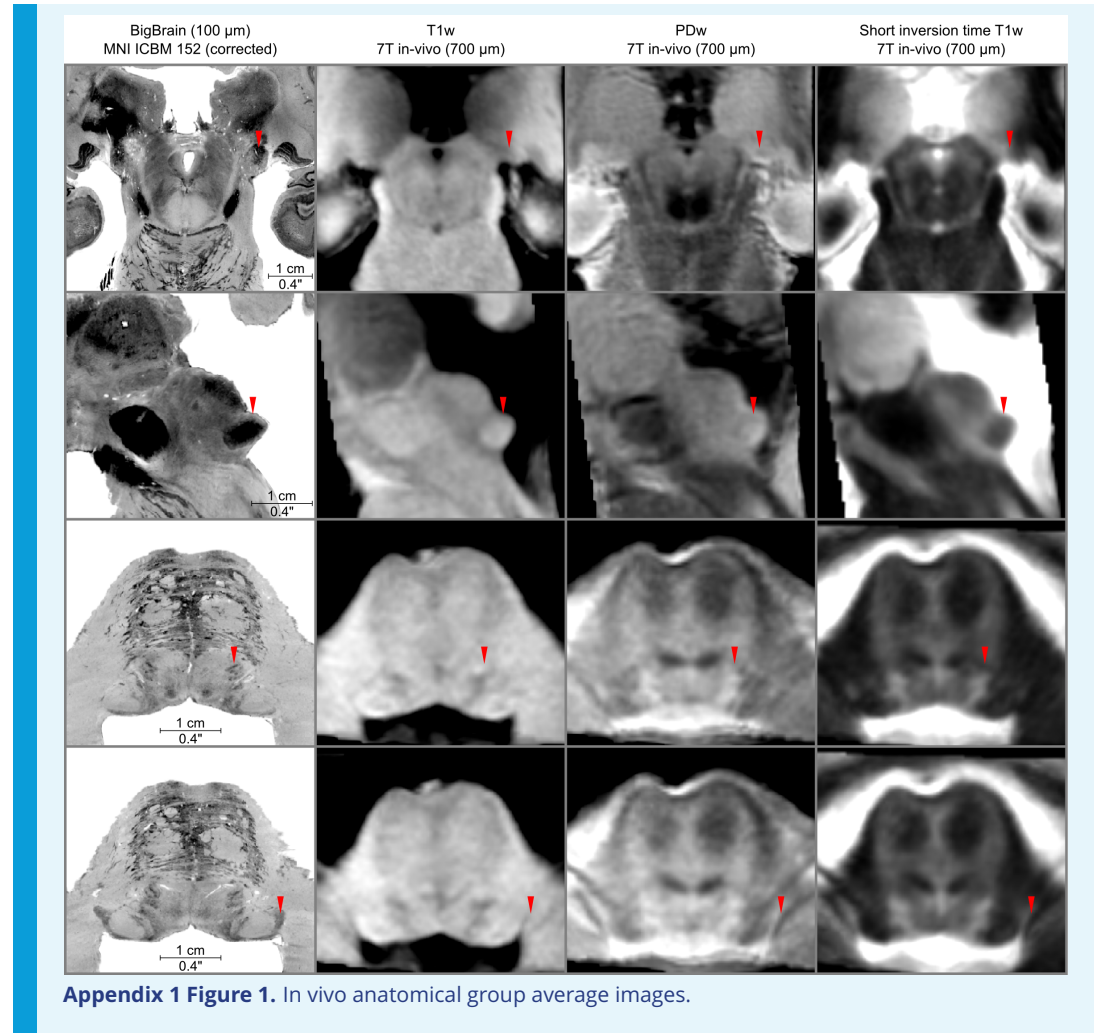 BigBrain (100 μm)
MNI ICBM 152 (corrected)
T1w
7T in-vivo (700 μm)
PDw
7T in-vivo (700 μm)
Short inversion time T1w
7T in-vivo (700 μm)
1 cm
0.4"
1 cm
0.4"
1 cm
0.4"
1 cm
0.4"
Appendix 1 Figure 1. In vivo anatomical group average images.